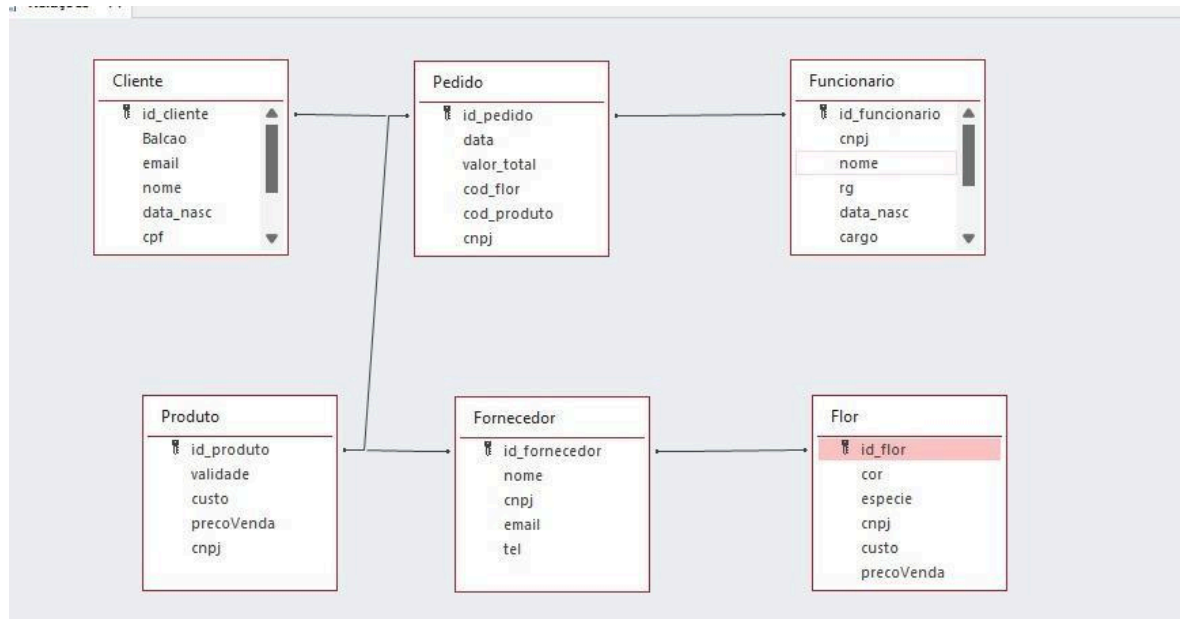 Cliente
id_cliente
Balcao
email
nome
data_nasc
cpf
Pedido
id_pedido
data
valor_total
cod_flor
cod_produto
cnpj
Funcionario
id_funcionario
cnpj
nome
rg
data_nasc
cargo
Produto
id_produto
validade
custo
precoVenda
cnpj
Fornecedor
id_fornecedor
nome
cnpj
email
tel
Flor
id_flor
cor
especie
cnpj
custo
precoVenda